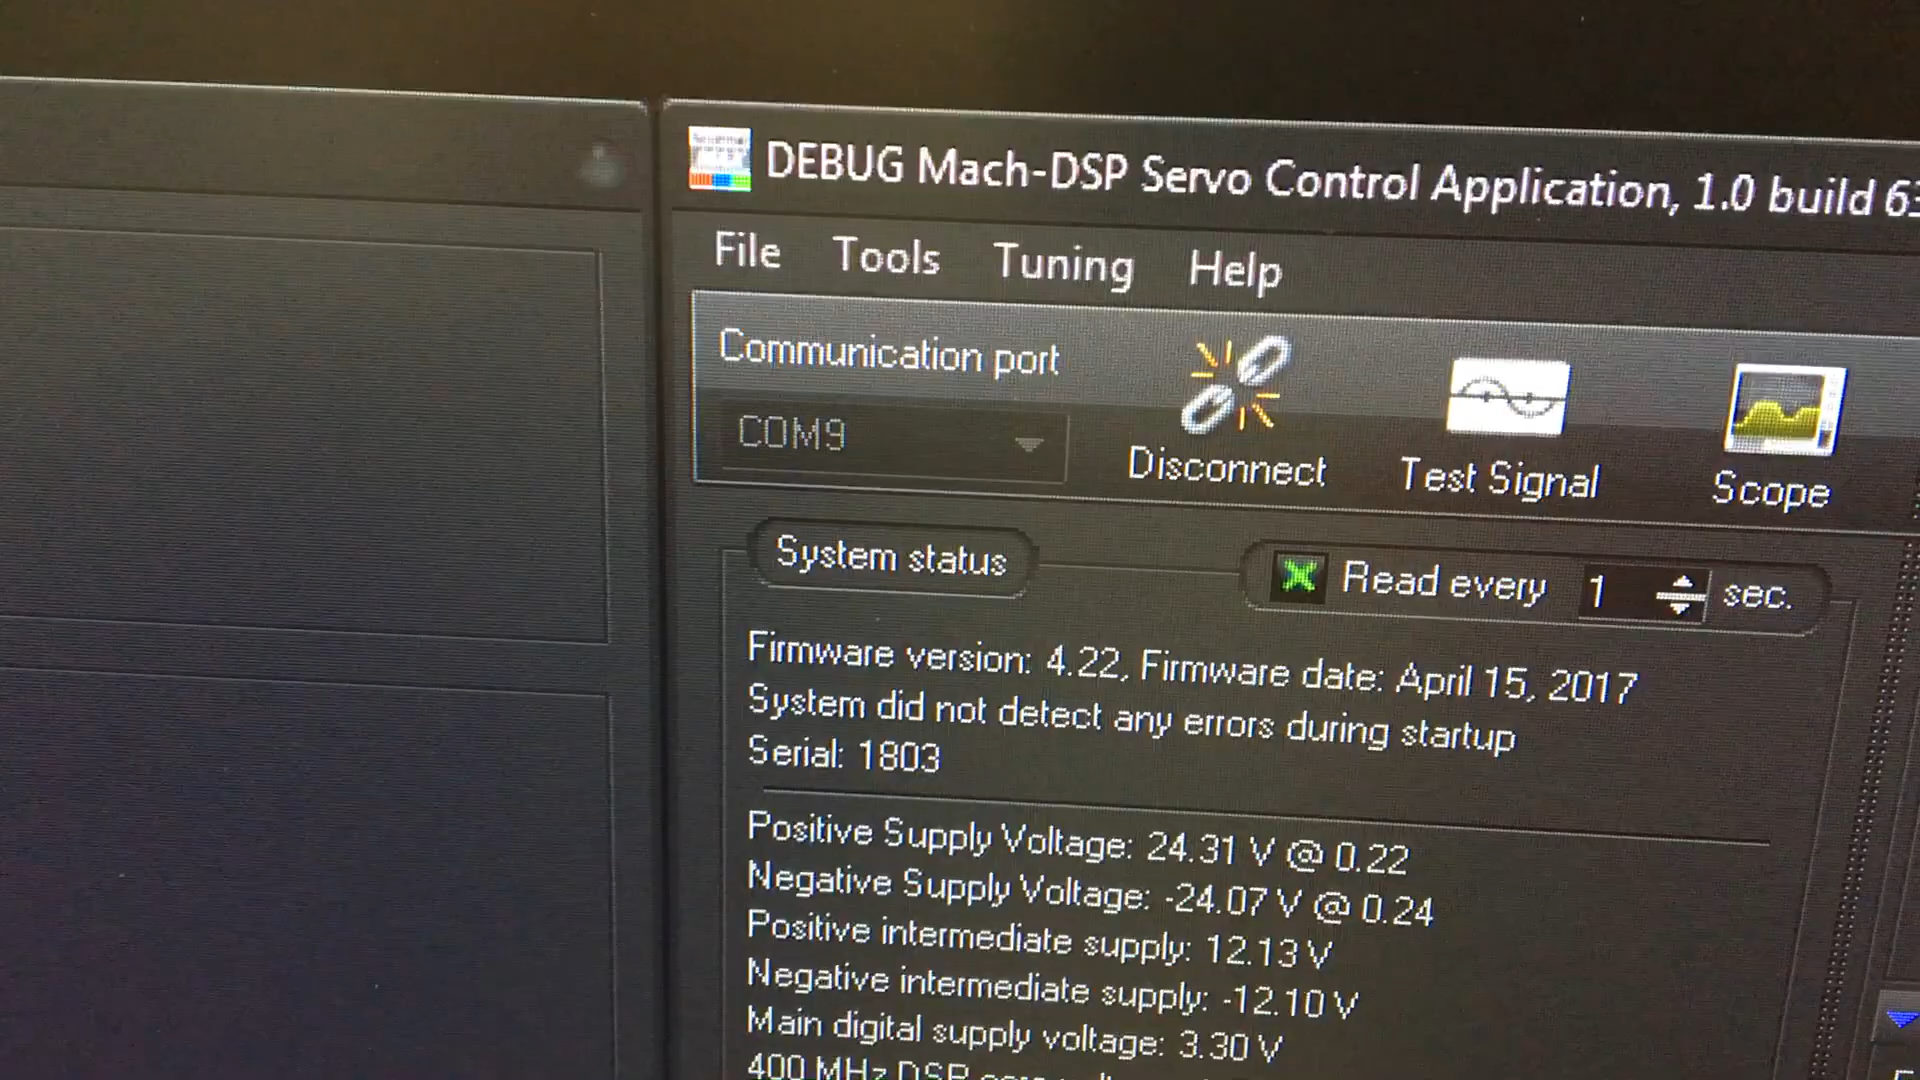 DEBUG Mach-DSP Servo Control Application, 1.0 build
File Tools Tuning Help
Communication port
COM9
Disconnect Test Signal Scope
System status
Read every 1 sec.
Firmware version: 4.22, Firmware date: April 15, 2017
System did not detect any errors during startup
Serial: 1803
Positive Supply Voltage: 24.31 V @ 0.22
Negative Supply Voltage: -24.07 V @ 0.24
Positive intermediate supply: 12.13 V
Negative intermediate supply: -12.10 V
Main digital supply voltage: 3.30 V
400 MHz DSP core